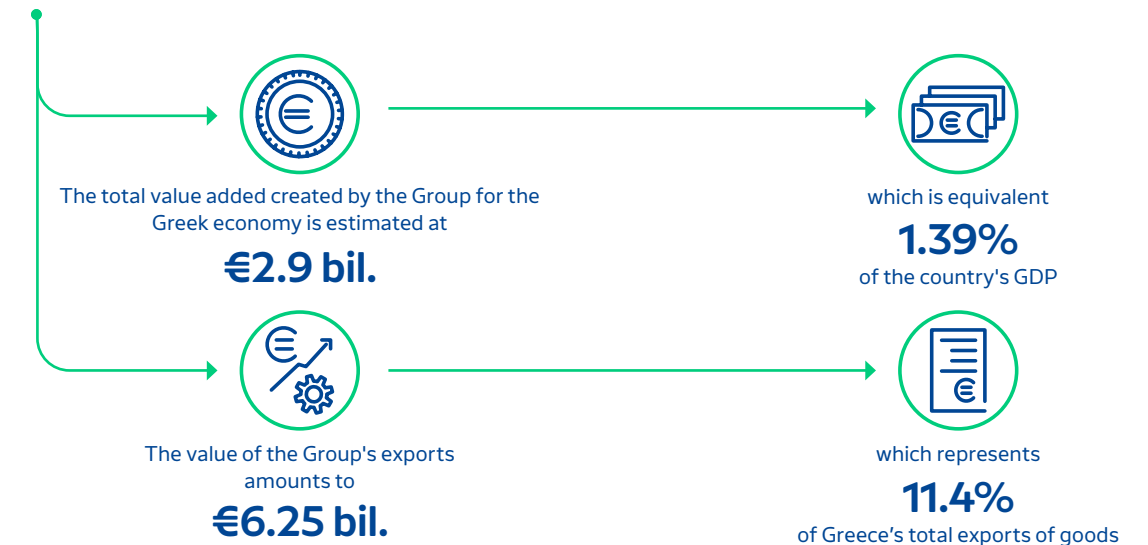 The total value added created by the Group for the
Greek economy is estimated at
€2.9 bil.
which is equivalent
1.39%
of the country's GDP
The value of the Group's exports
amounts to
€6.25 bil.
which represents
11.4%
of Greece’s total exports of goods